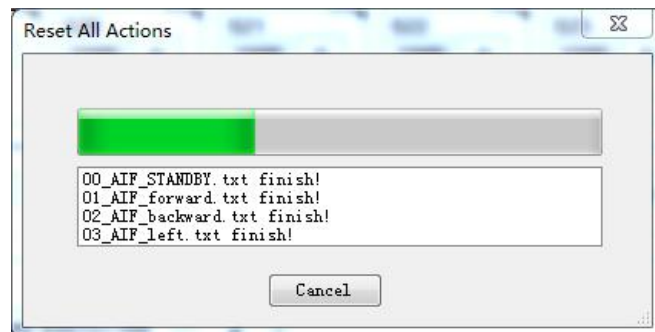 Reset All Actions
00_AIF_STANDBY.txt finish!
01_AIF_forward.txt finish!
02_AIF_backward.txt finish!
03_AIF_left.txt finish!
Cancel